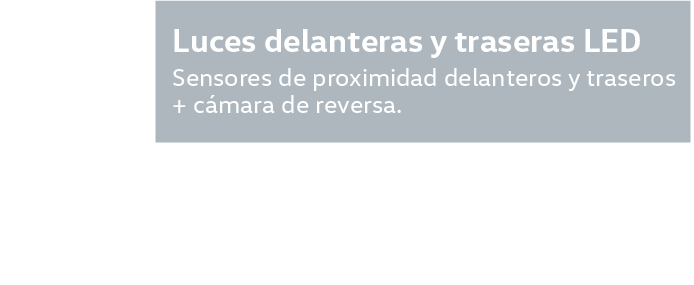 Luces delanteras y traseras LED
Sensores de proximidad delanteros y traseros
+ cámara de reversa.